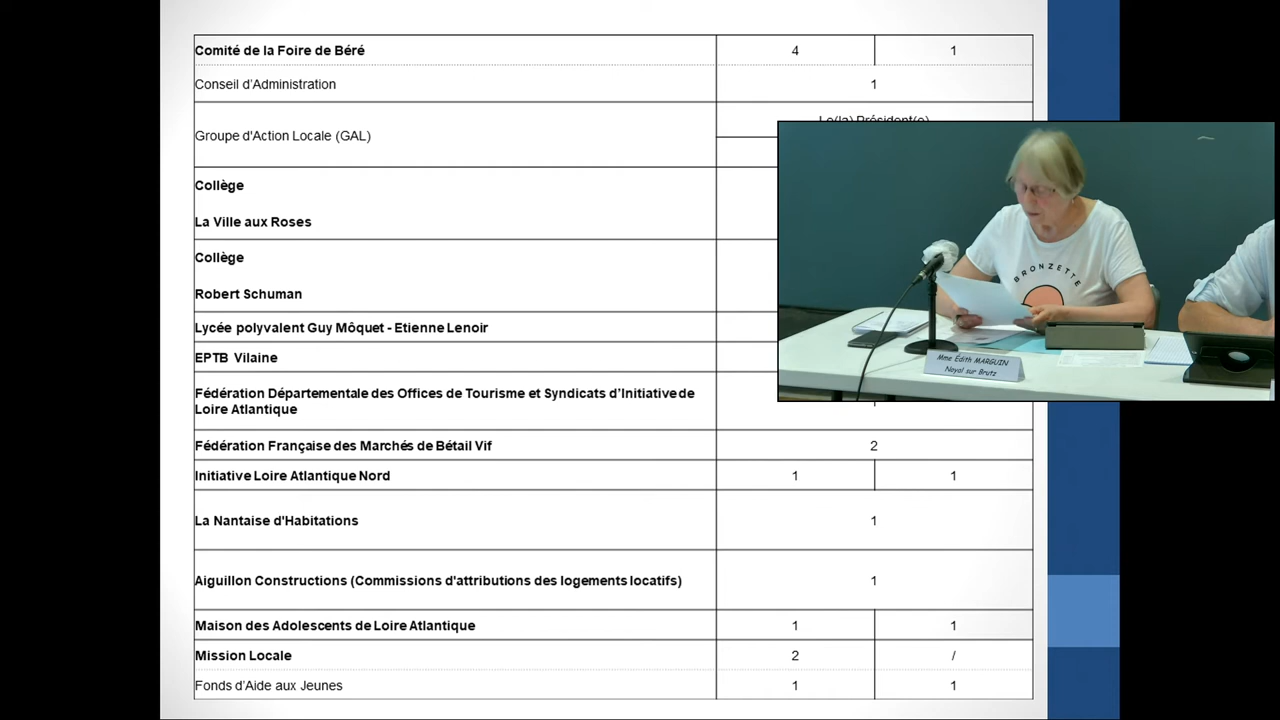 Comité de la Foire de Béré 4 1
Conseil d'Administration 1
Le(la) Président(e)
Groupe d'Action Locale (GAL)
Collège
La Ville aux Roses
Collège
Robert Schuman
Lycée polyvalent Guy Môquet - Etienne Lenoir
EPTB Vilaine
Fédération Départementale des Offices de Tourisme et Syndicats d'Initiative de
Loire Atlantique
Fédération Française des Marchés de Bétail Vif 2
Initiative Loire Atlantique Nord 1 1
La Nantaise d'Habitations 1
Aiguillon Constructions (Commissions d'attributions des logements locatifs) 1
Maison des Adolescents de Loire Atlantique 1 1
Mission Locale 2 /
Fonds d'Aide aux Jeunes 1 1
BRONZETTE
Mme Édith MARGUIN
Noyal sur Brutz